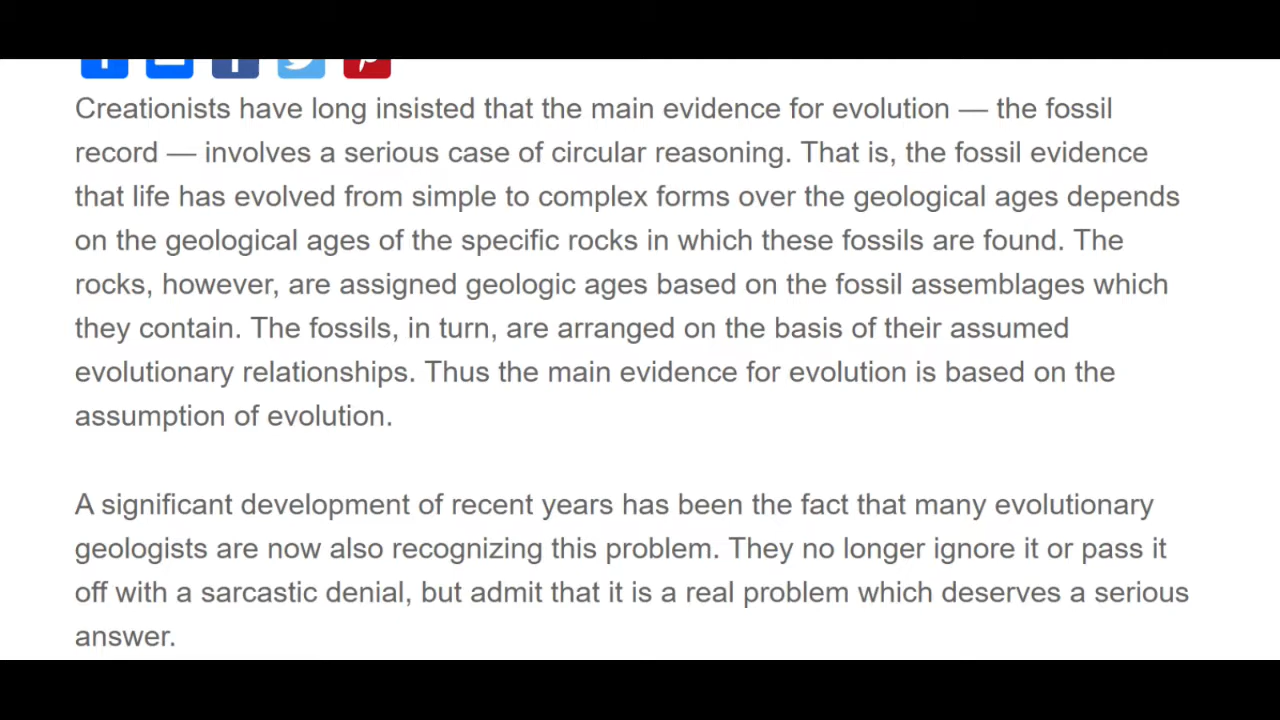 Creationists have long insisted that the main evidence for evolution — the fossil
record — involves a serious case of circular reasoning. That is, the fossil evidence
that life has evolved from simple to complex forms over the geological ages depends
on the geological ages of the specific rocks in which these fossils are found. The
rocks, however, are assigned geologic ages based on the fossil assemblages which
they contain. The fossils, in turn, are arranged on the basis of their assumed
evolutionary relationships. Thus the main evidence for evolution is based on the
assumption of evolution.
A significant development of recent years has been the fact that many evolutionary
geologists are now also recognizing this problem. They no longer ignore it or pass it
off with a sarcastic denial, but admit that it is a real problem which deserves a serious
answer.